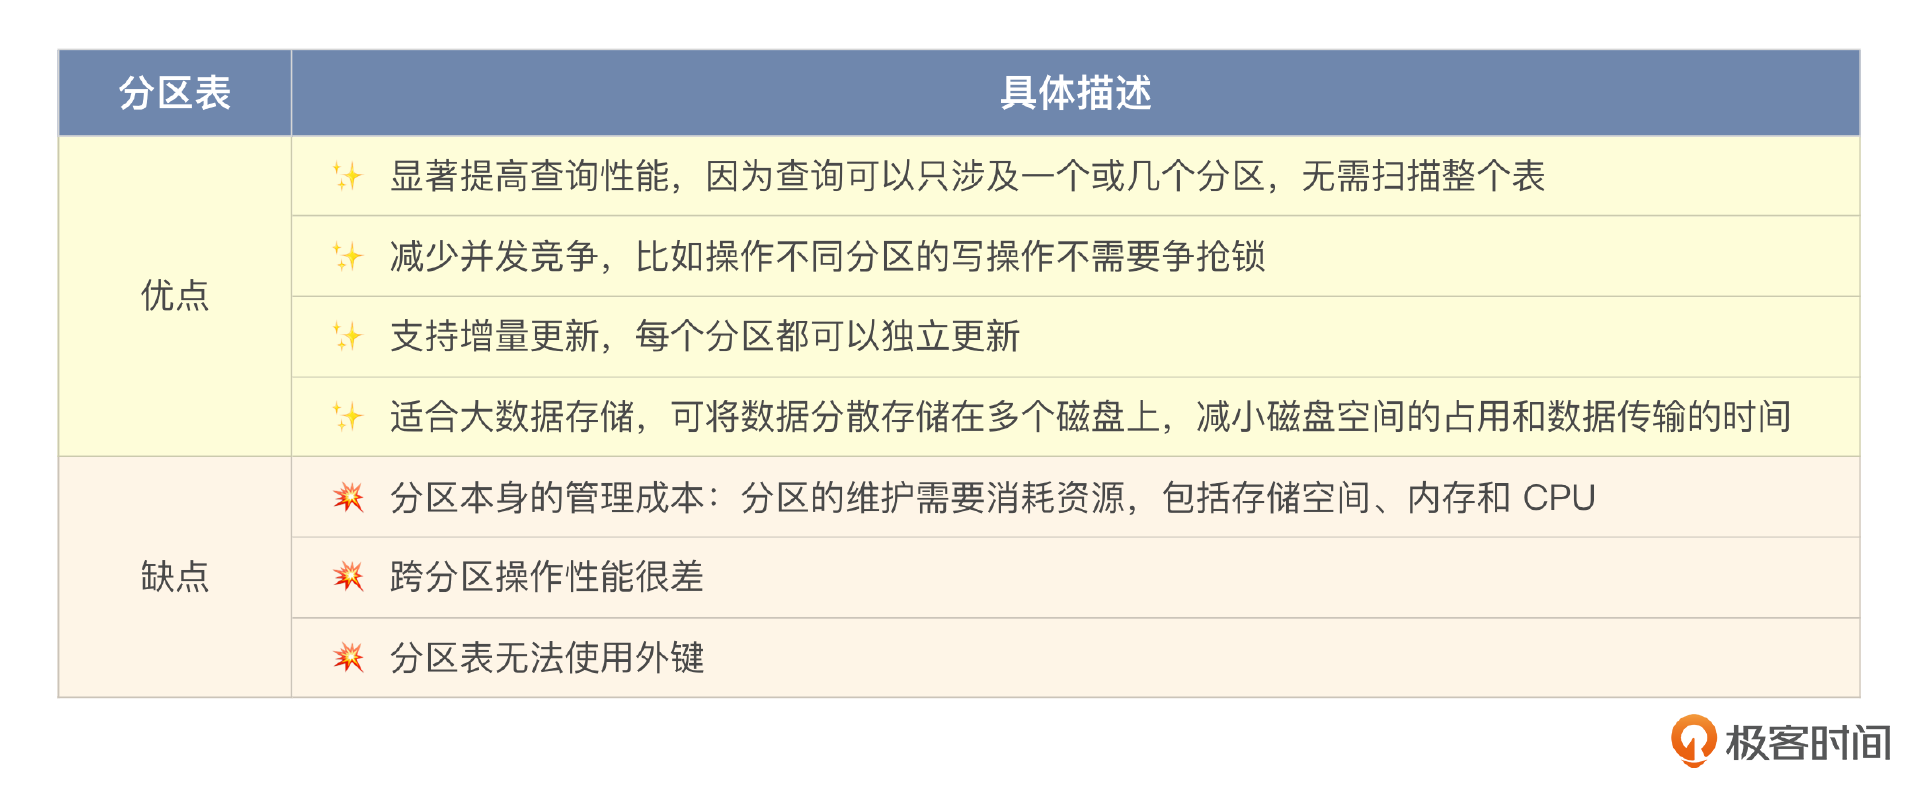 分区表
具体描述
优点
显著提高查询性能，因为查询可以只涉及一个或几个分区，无需扫描整个表
减少并发竞争，比如操作不同分区的写操作不需要争抢锁
支持增量更新，每个分区都可以独立更新
适合大数据存储，可将数据分散存储在多个磁盘上，减小磁盘空间的占用和数据传输的时间
缺点
分区本身的管理成本：分区的维护需要消耗资源，包括存储空间、内存和 CPU
跨分区操作性能很差
分区表无法使用外键
极客时间